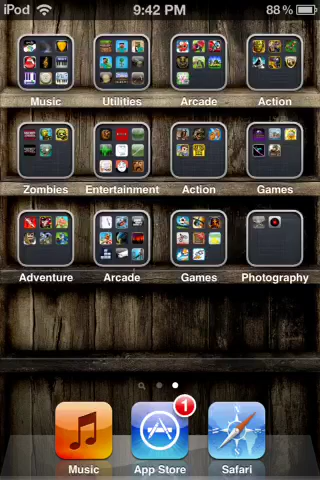 iPod 9:42 PM 88%
Music Utilities Arcade Action
Zombies Entertainment Action Games
Adventure Arcade Games Photography
1
Music App Store Safari